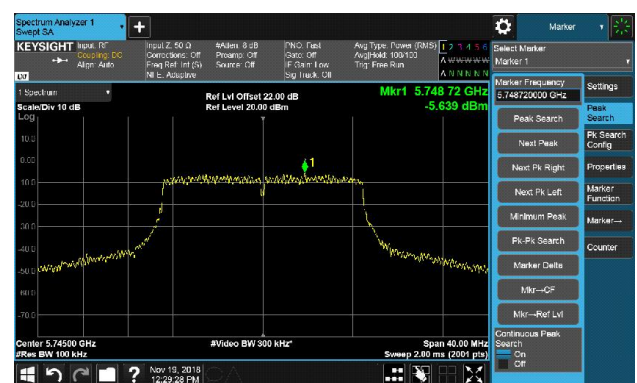 Spectrum Analyzer 1
Swept SA
Marker
KEYSIGHT
Input: RF
Coupling: DC
Align: Auto
Input Z: 50 Ω
Corrections: Off
Freq Ref: Int (S)
NFE: Adaptive
#Atten: 8 dB
Preamp: Off
Source: Off
PNO: Fast
Gate: Off
IF Gain: Low
Sig Track: Off
Avg Type: Power (RMS)
Avg|Hold: 100/100
Trig: Free Run
1 2 3 4 5 6
A W W W W W
A N N N N N
Select Marker
Marker 1
1 Spectrum
Scale/Div 10 dB
Log
Ref Lvl Offset 22.00 dB
Ref Level 20.00 dBm
Mkr1 5.748 72 GHz
-5.639 dBm
10.0
0.00
-10.0
-20.0
-30.0
-40.0
-50.0
-60.0
-70.0
1
Center 5.74500 GHz
#Res BW 100 kHz
#Video BW 300 kHz*
Span 40.00 MHz
Sweep 2.00 ms (2001 pts)
Marker Frequency
5.748720000 GHz
Peak Search
Next Peak
Next Pk Right
Next Pk Left
Minimum Peak
Pk-Pk Search
Marker Delta
Mkr→CF
Mkr→Ref Lvl
Continuous Peak
Search
On
Off
Settings
Peak
Search
Pk Search
Config
Properties
Marker
Function
Marker→
Counter
?
Nov 19, 2018
12:29:28 PM